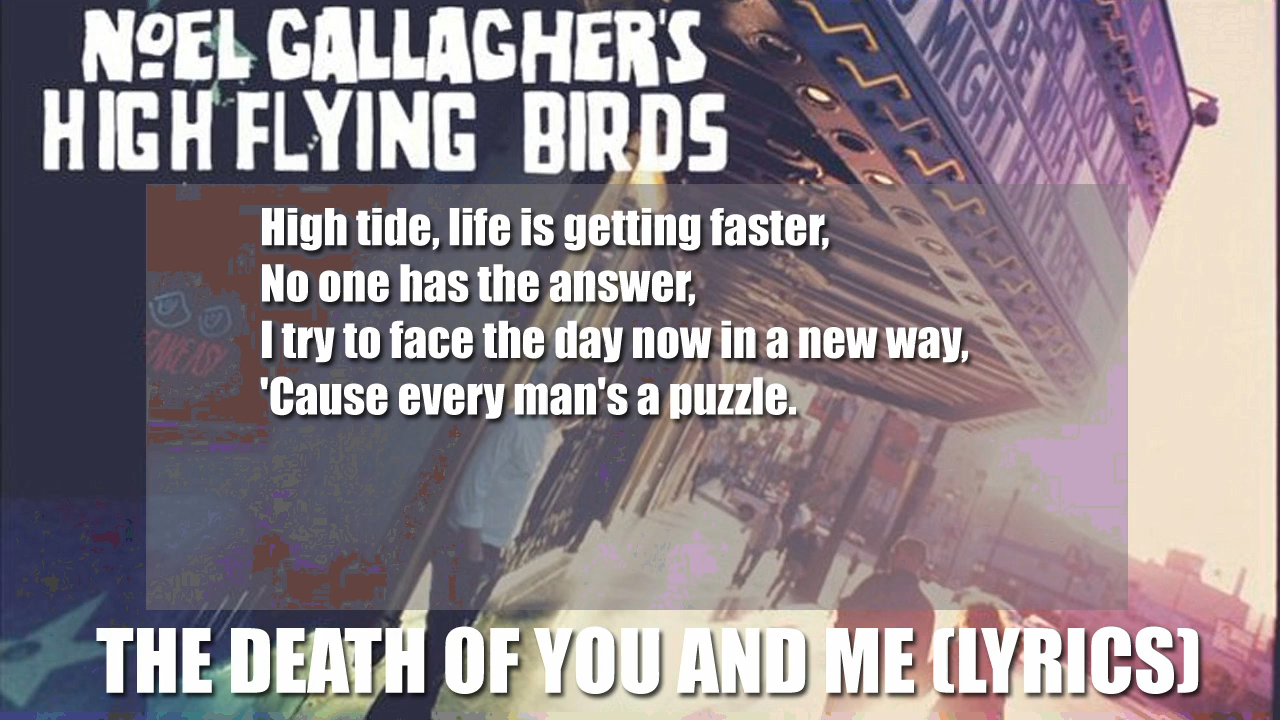 NOEL GALLAGHER'S
HIGH FLYING BIRDS
High tide, life is getting faster,
No one has the answer,
I try to face the day now in a new way,
'Cause every man's a puzzle.
THE DEATH OF YOU AND ME (LYRICS)